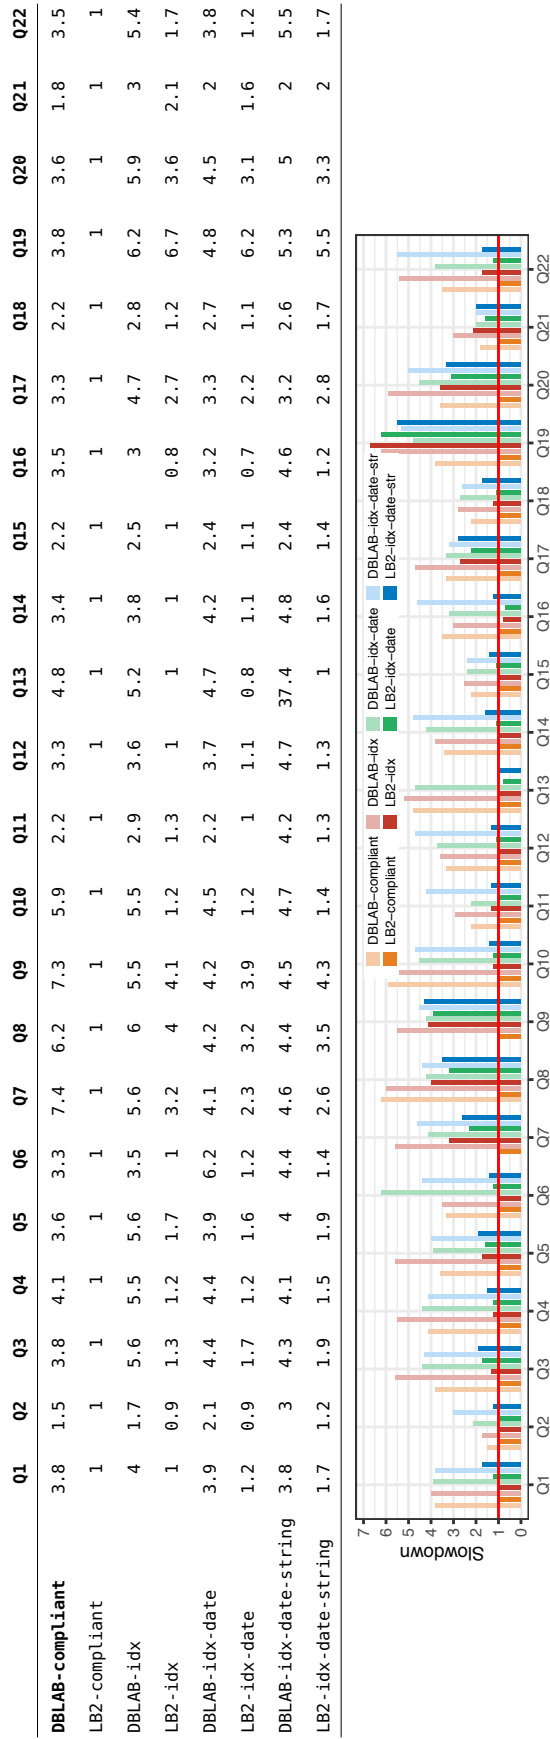 Q1 Q2 Q3 Q4 Q5 Q6 Q7 Q8 Q9 Q10 Q11 Q12 Q13 Q14 Q15 Q16 Q17 Q18 Q19 Q20 Q21 Q22
DBLAB-compliant 3.8 1.5 3.8 4.1 3.6 3.3 7.4 6.2 7.3 5.9 2.2 3.3 4.8 3.4 2.2 3.5 3.3 2.2 3.8 3.6 1.8 3.5
LB2-compliant 1 1 1 1 1 1 1 1 1 1 1 1 1 1 1 1 1 1 1 1 1 1
DBLAB-idx 4 1.7 5.6 5.5 5.6 3.5 5.6 6 5.5 5.5 2.9 3.6 5.2 3.8 2.5 3 4.7 2.8 6.2 5.9 3 5.4
LB2-idx 1 0.9 1.3 1.2 1.7 1 3.2 4 4.1 1.2 1.3 1 1 1 1 0.8 2.7 1.2 6.7 3.6 2.1 1.7
DBLAB-idx-date 3.9 2.1 4.4 4.4 3.9 6.2 4.1 4.2 4.2 4.5 2.2 3.7 4.7 4.2 2.4 3.2 3.3 2.7 4.8 4.5 2 3.8
LB2-idx-date 1.2 0.9 1.7 1.2 1.6 1.2 2.3 3.2 3.9 1.2 1 1.1 0.8 1.1 1.1 0.7 2.2 1.1 6.2 3.1 1.6 1.2
DBLAB-idx-date-string 3.8 3 4.3 4.1 4 4.4 4.6 4.4 4.5 4.7 4.2 4.7 37.4 4.8 2.4 4.6 3.2 2.6 5.3 5 2 5.5
LB2-idx-date-string 1.7 1.2 1.9 1.5 1.9 1.4 2.6 3.5 4.3 1.4 1.3 1.3 1 1.6 1.4 1.2 2.8 1.7 5.5 3.3 2 1.7
Slowdown
7
6
5
4
3
2
1
0
DBLAB−compliant DBLAB−idx DBLAB−idx−date DBLAB−idx−date−str
LB2−compliant LB2−idx LB2−idx−date LB2−idx−date−str
Q1 Q2 Q3 Q4 Q5 Q6 Q7 Q8 Q9 Q10 Q11 Q12 Q13 Q14 Q15 Q16 Q17 Q18 Q19 Q20 Q21 Q22